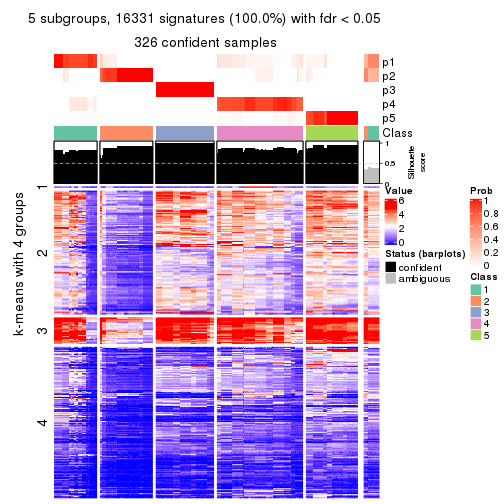 5 subgroups, 16331 signatures (100.0%) with fdr < 0.05
326 confident samples
p1
p2
p3
p4
p5
Class
1
0.5
0
Silhouette
score
k-means with 4 groups
1
2
3
4
Value
6
4
2
0
Status (barplots)
confident
ambiguous
Prob
1
0.8
0.6
0.4
0.2
0
Class
1
2
3
4
5